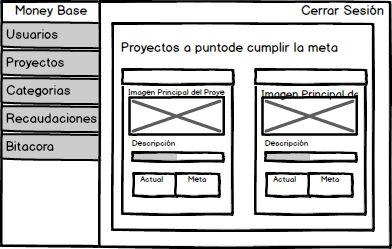 Money Base
Cerrar Sesión
Usuarios
Proyectos
Categorias
Recaudaciones
Bitacora
Proyectos a puntode cumplir la meta
Imagen Principal del Proye
Descripción
Actual
Meta
Imagen Principal de
Descripción
Actual
Meta